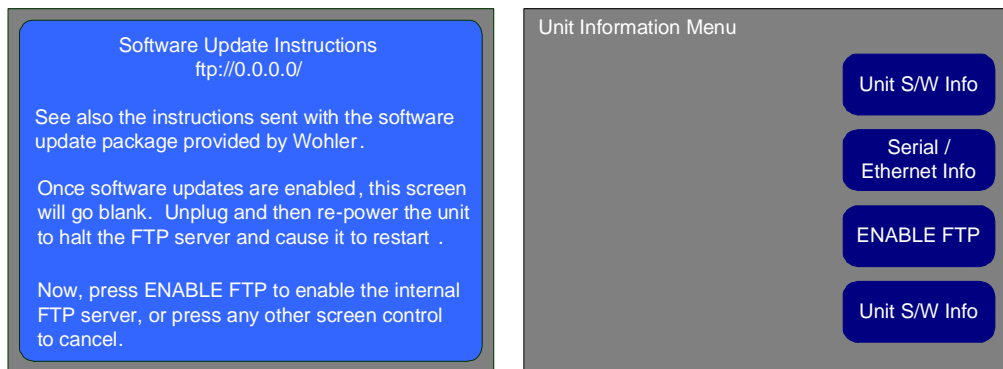 Software Update Instructions
ftp://0.0.0.0/
See also the instructions sent with the software
update package provided by Wohler.
Once software updates are enabled, this screen
will go blank. Unplug and then re-power the unit
to halt the FTP server and cause it to restart .
Now, press ENABLE FTP to enable the internal
FTP server, or press any other screen control
to cancel.
Unit Information Menu
Unit S/W Info
Serial /
Ethernet Info
ENABLE FTP
Unit S/W Info